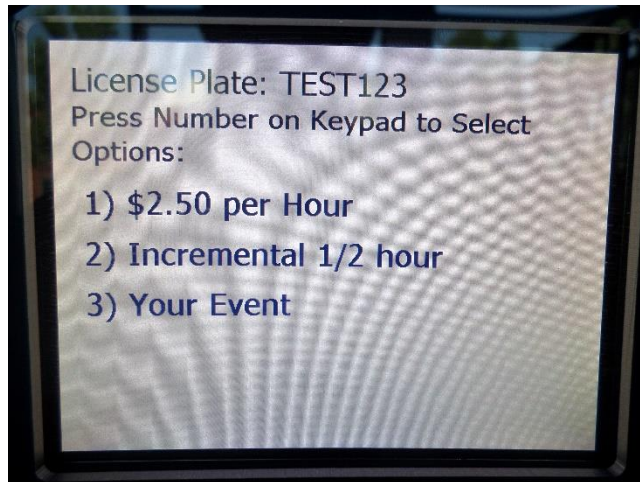 License Plate: TEST123
Press Number on Keypad to Select
Options:
1) $2.50 per Hour
2) Incremental 1/2 hour
3) Your Event